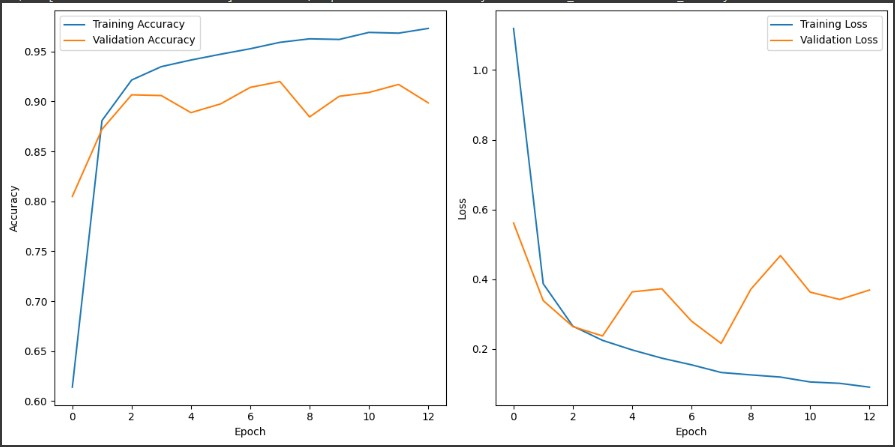 Training Accuracy
Validation Accuracy
0.95
0.90
0.85
0.80
0.75
0.70
0.65
0.60
Accuracy
0 2 4 6 8 10 12
Epoch
Training Loss
Validation Loss
1.0
0.8
0.6
0.4
0.2
Loss
0 2 4 6 8 10 12
Epoch